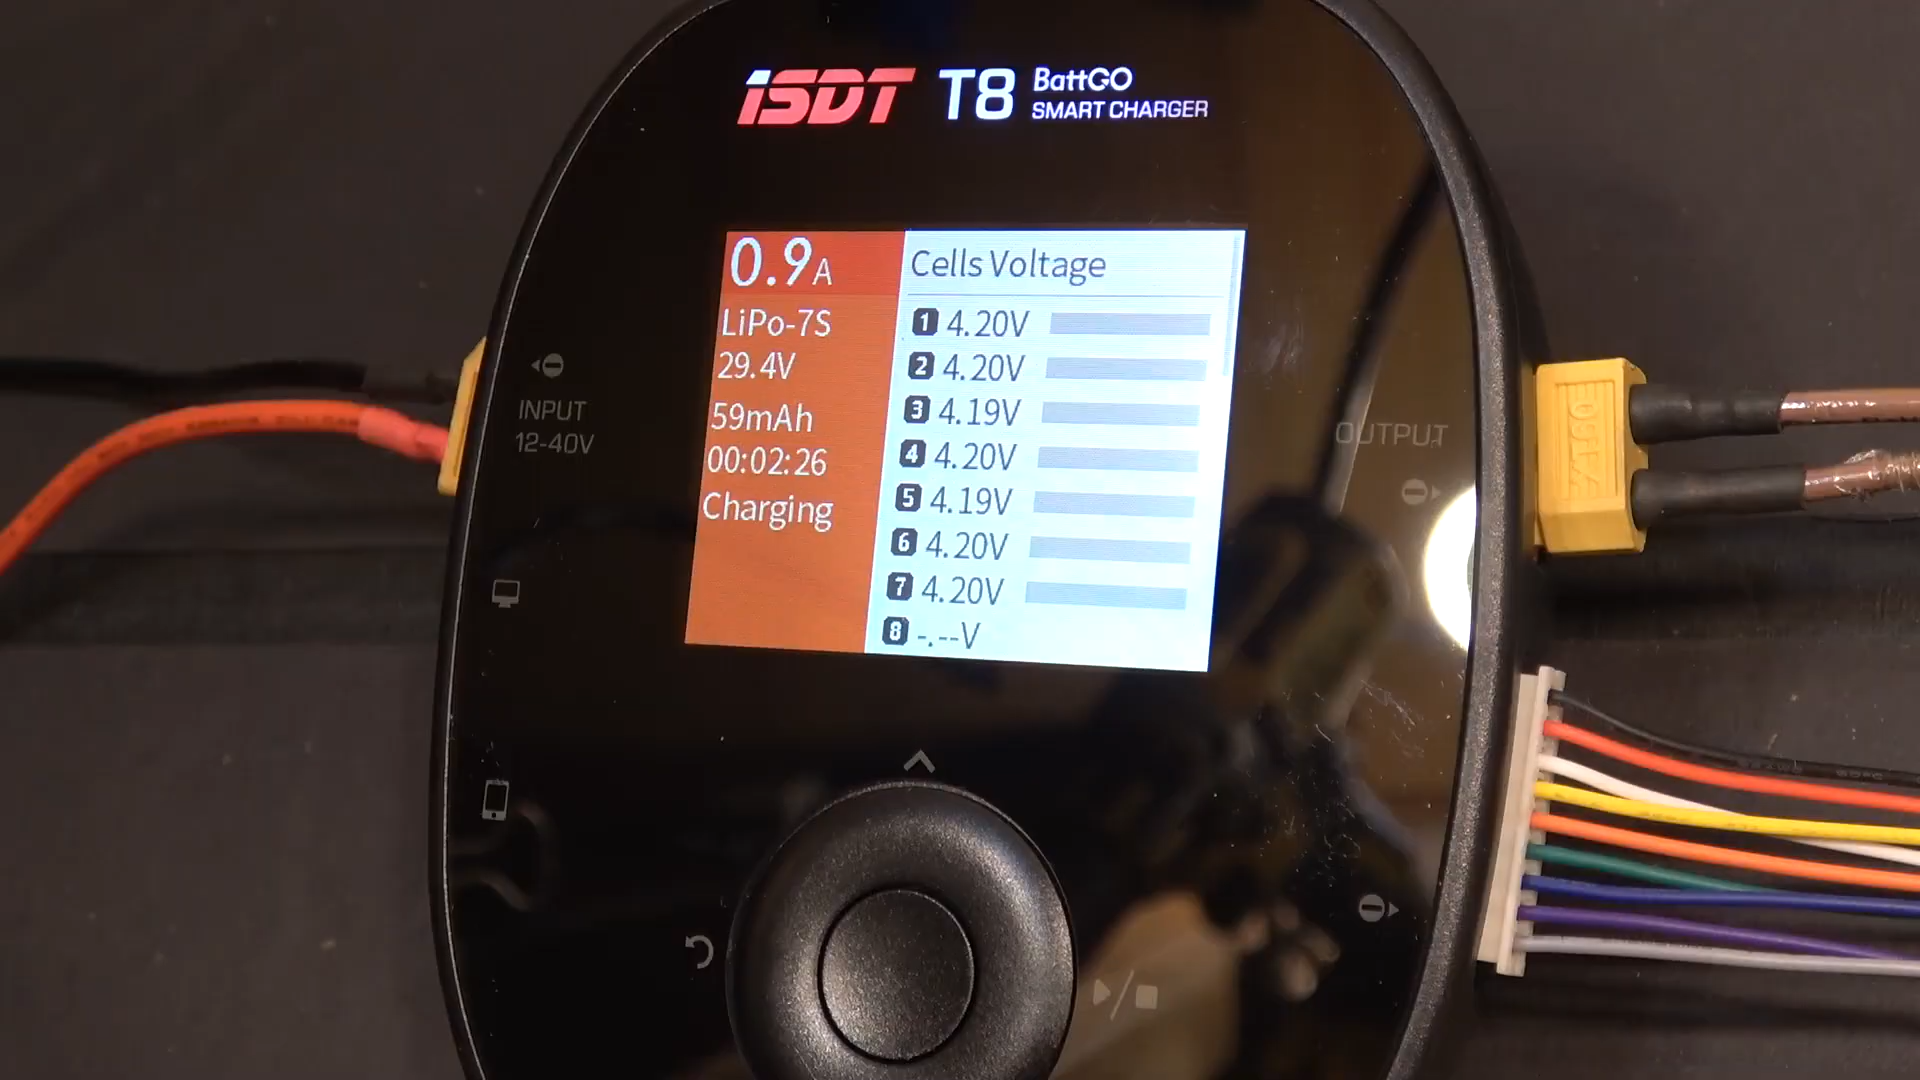 iSDT T8 BattGO
SMART CHARGER
0.9A
LiPo-7S
29.4V
59mAh
00:02:26
Charging
Cells Voltage
1 4.20V
2 4.20V
3 4.19V
4 4.20V
5 4.19V
6 4.20V
7 4.20V
8 -.--V
INPUT
12-40V
OUTPUT